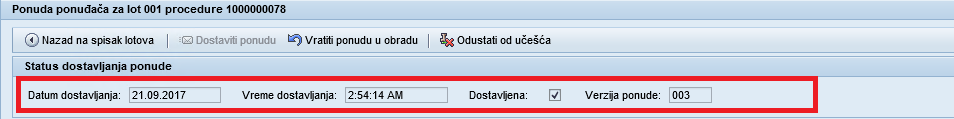 Ponuda ponuđača za lot 001 procedure 1000000078
Nazad na spisak lotova Dostaviti ponudu Vratiti ponudu u obradu Odustati od učešća
Status dostavljanja ponude
Datum dostavljanja: 21.09.2017 Vreme dostavljanja: 2:54:14 AM Dostavljena: Verzija ponude: 003